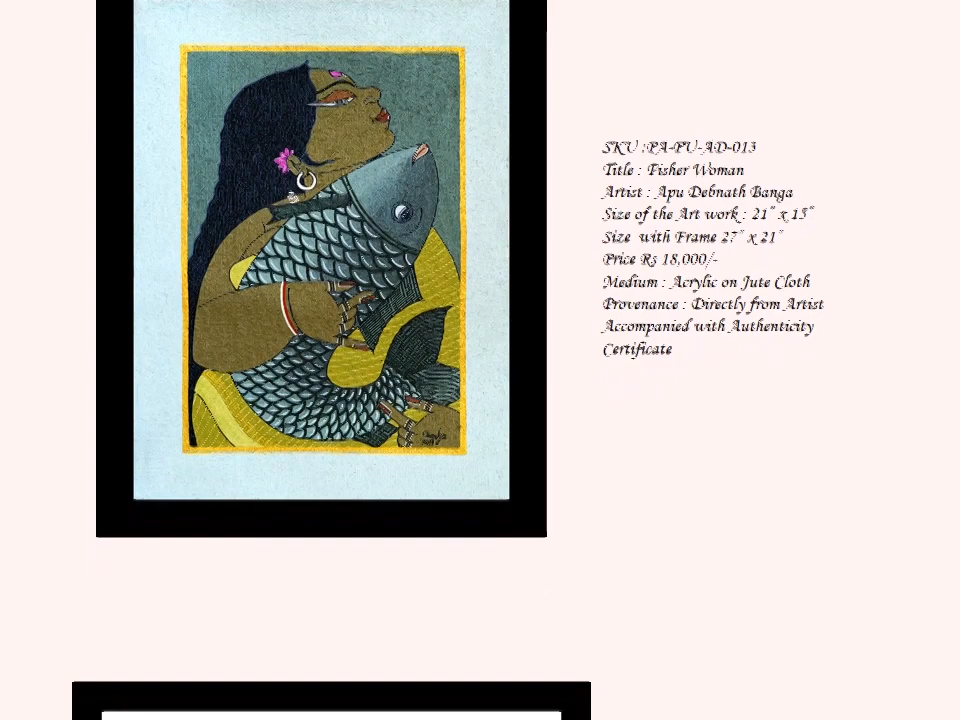 SKU :PA-PU-AD-013
Title : Fisher Woman
Artist : Apu Debnath Banga
Size of the Art work : 21" x 15"
Size with Frame 27" x 21"
Price Rs 18,000/-
Medium : Acrylic on Jute Cloth
Provenance : Directly from Artist
Accompanied with Authenticity
Certificate